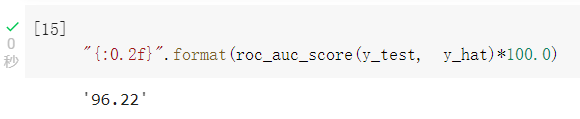 [15]
0
秒
"{:0.2f}".format(roc_auc_score(y_test,  y_hat)*100.0)
'96.22'